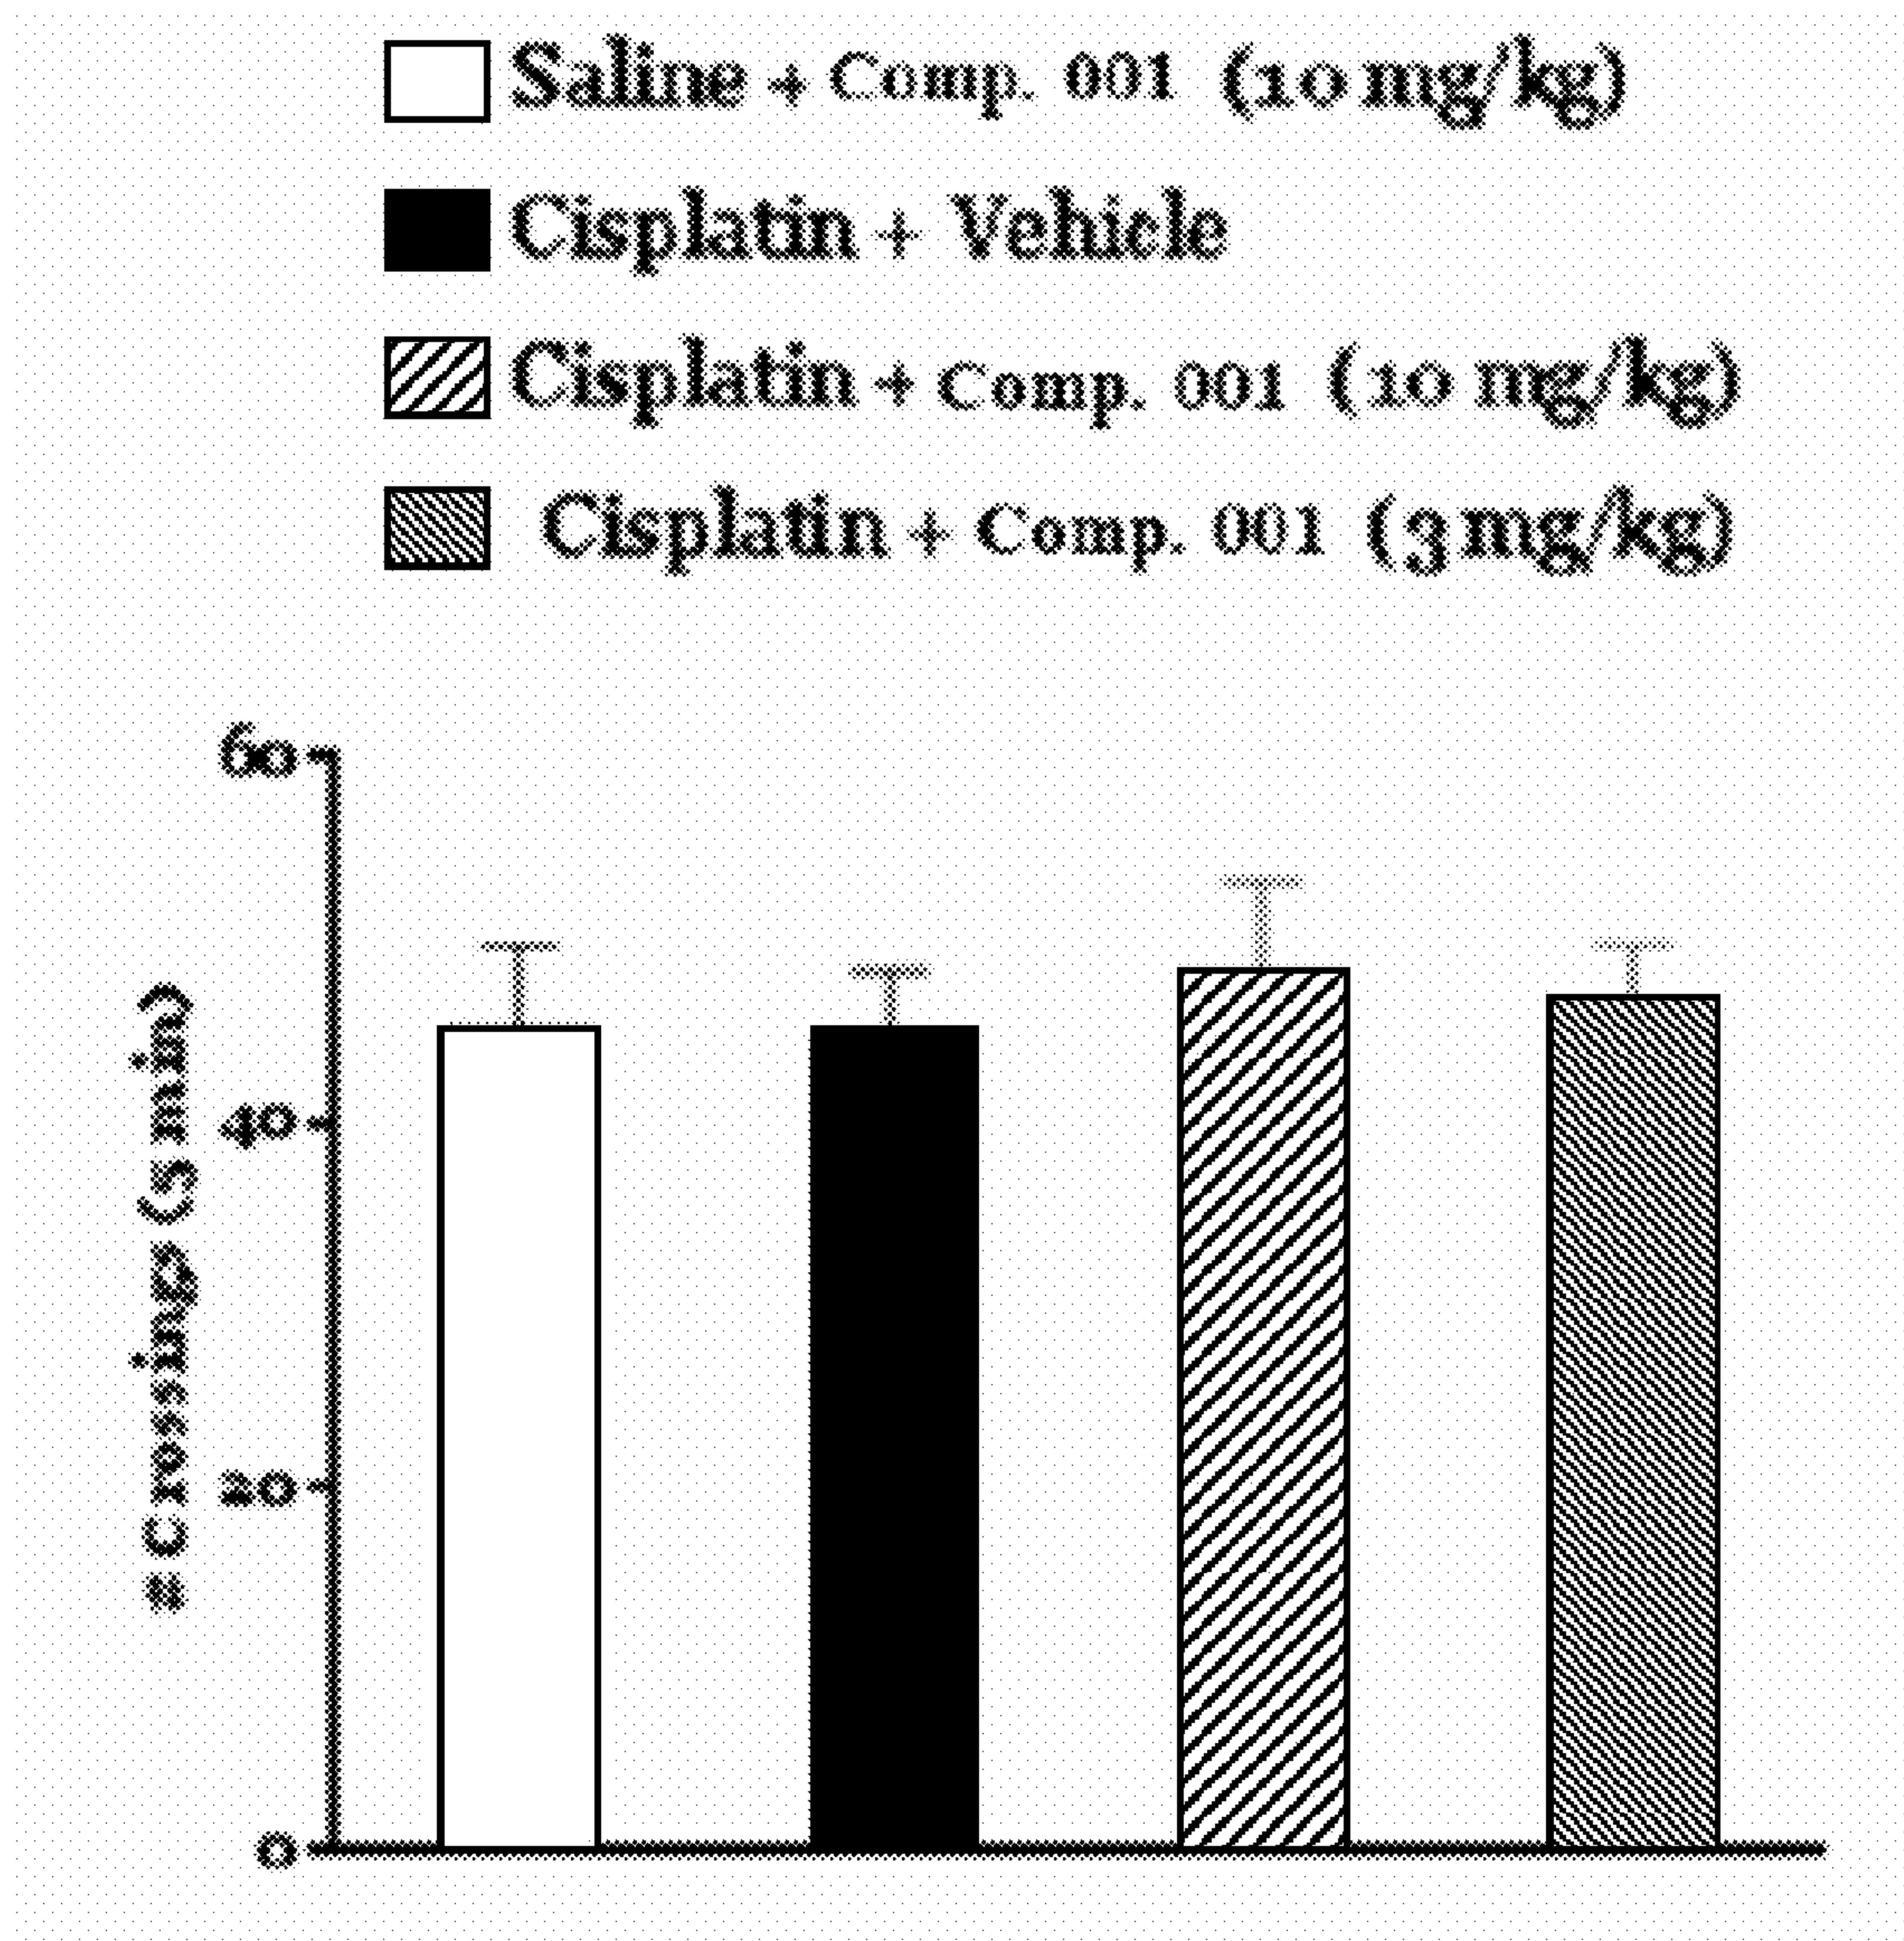 Saline + Comp. 001 (10 mg/kg)
Cisplatin + Vehicle
Cisplatin + Comp. 001 (10 mg/kg)
Cisplatin + Comp. 001 (3 mg/kg)
60
40
20
0
# Crossing (5 min)